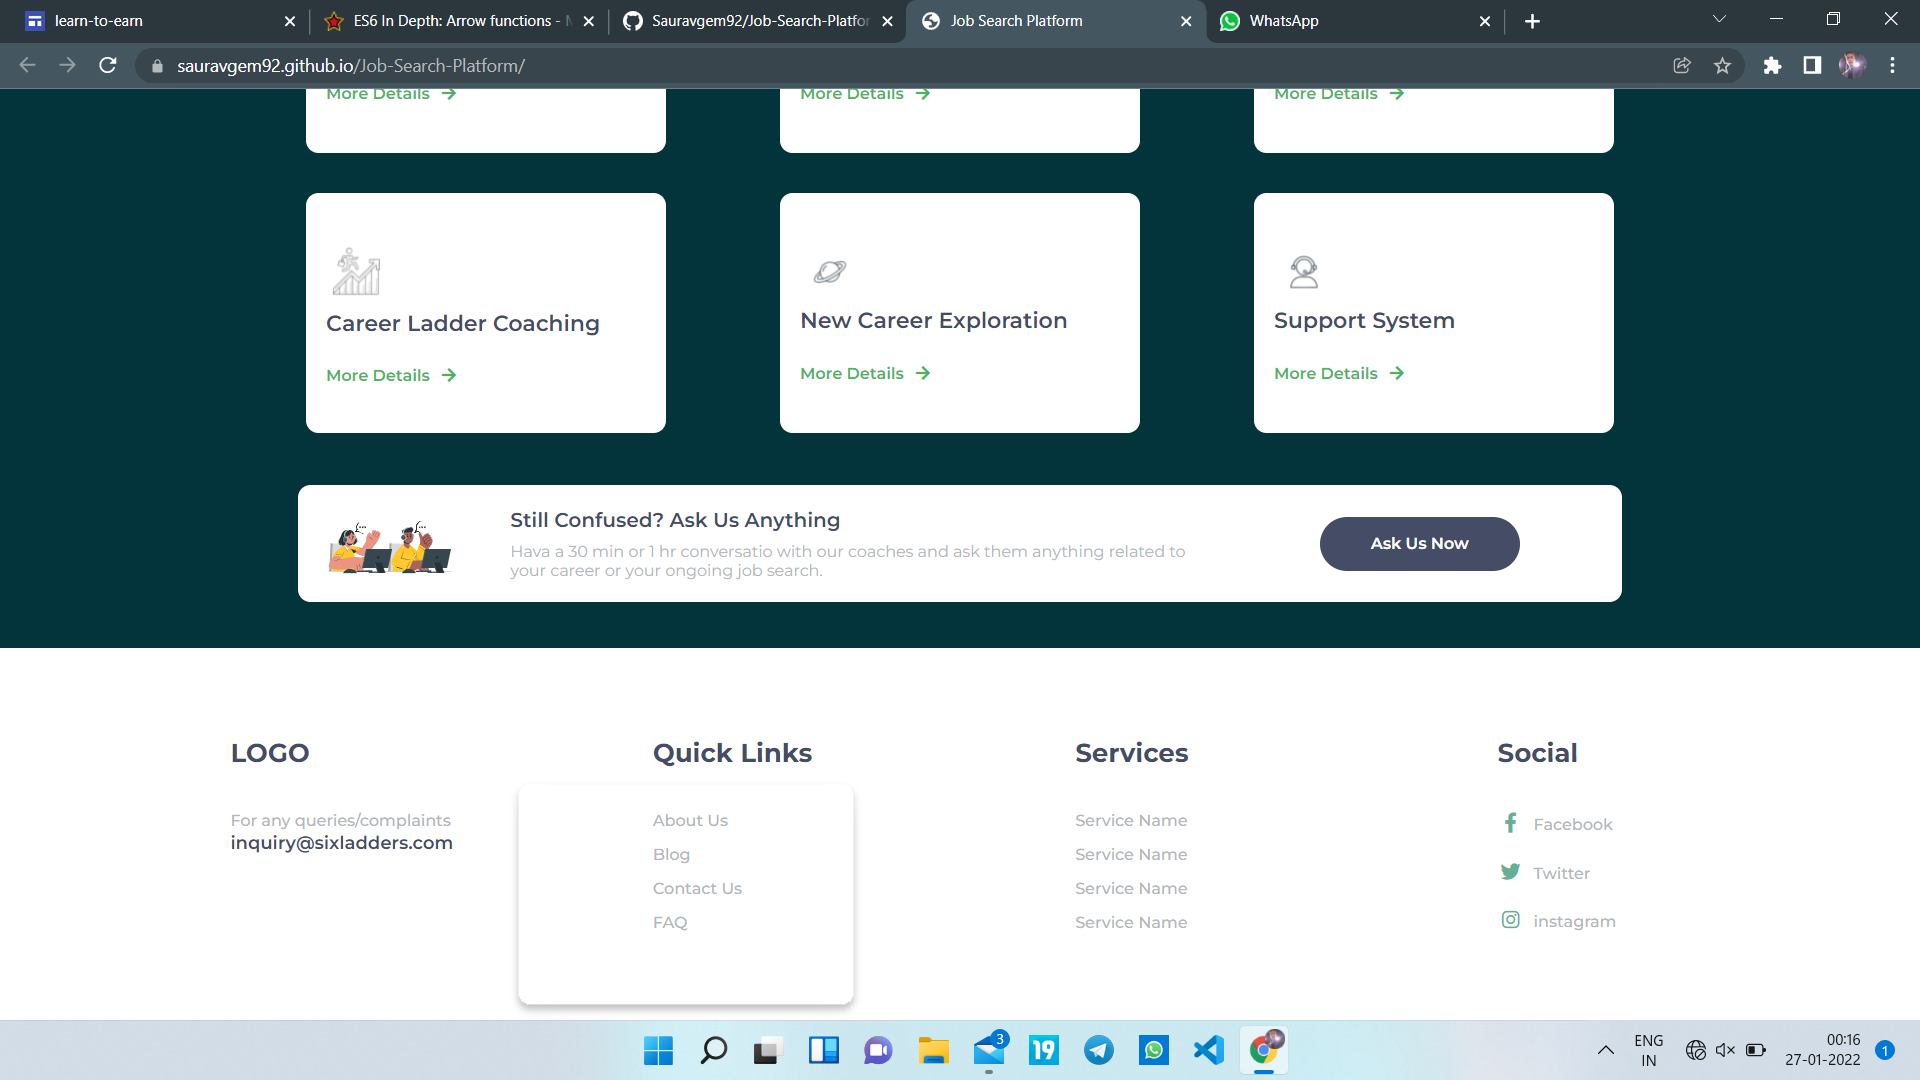 learn-to-earn
ES6 In Depth: Arrow functions -
Sauravgem92/Job-Search-Platfor
Job Search Platform
WhatsApp
sauravgem92.github.io/Job-Search-Platform/
More Details
More Details
More Details
Career Ladder Coaching
More Details
New Career Exploration
More Details
Support System
More Details
Still Confused? Ask Us Anything
Hava a 30 min or 1 hr conversatio with our coaches and ask them anything related to
your career or your ongoing job search.
Ask Us Now
LOGO
For any queries/complaints
inquiry@sixladders.com
Quick Links
About Us
Blog
Contact Us
FAQ
Services
Service Name
Service Name
Service Name
Service Name
Social
Facebook
Twitter
instagram
3
19
ENG
IN
00:16
27-01-2022
1